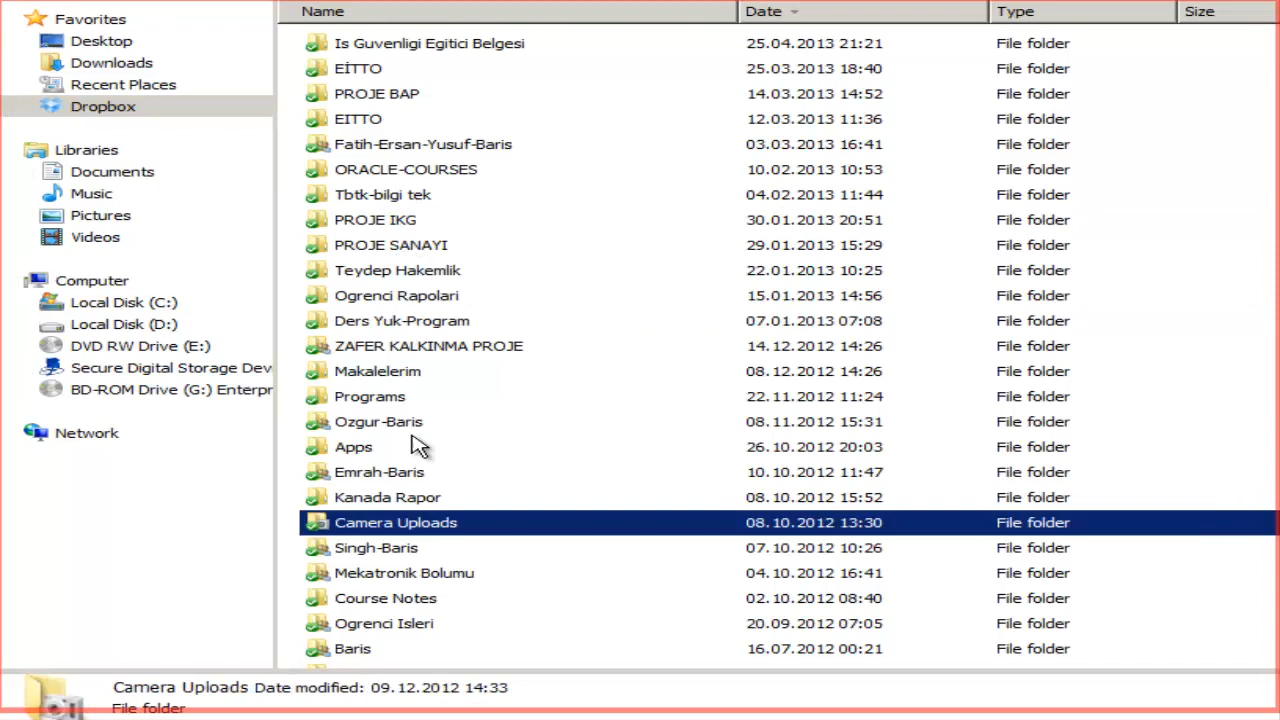 Favorites
Desktop
Downloads
Recent Places
Dropbox
Libraries
Documents
Music
Pictures
Videos
Computer
Local Disk (C:)
Local Disk (D:)
DVD RW Drive (E:)
Secure Digital Storage Dev
BD-ROM Drive (G:) Enterpr
Network
Name Date Type Size
Is Guvenligi Egitici Belgesi 25.04.2013 21:21 File folder
EİTTO 25.03.2013 18:40 File folder
PROJE BAP 14.03.2013 14:52 File folder
EITTO 12.03.2013 11:36 File folder
Fatih-Ersan-Yusuf-Baris 03.03.2013 16:41 File folder
ORACLE-COURSES 10.02.2013 10:53 File folder
Tbtk-bilgi tek 04.02.2013 11:44 File folder
PROJE IKG 30.01.2013 20:51 File folder
PROJE SANAYI 29.01.2013 15:29 File folder
Teydep Hakemlik 22.01.2013 10:25 File folder
Ogrenci Rapolari 15.01.2013 14:56 File folder
Ders Yuk-Program 07.01.2013 07:08 File folder
ZAFER KALKINMA PROJE 14.12.2012 14:26 File folder
Makalelerim 08.12.2012 14:26 File folder
Programs 22.11.2012 11:24 File folder
Ozgur-Baris 08.11.2012 15:31 File folder
Apps 26.10.2012 20:03 File folder
Emrah-Baris 10.10.2012 11:47 File folder
Kanada Rapor 08.10.2012 15:52 File folder
Camera Uploads 08.10.2012 13:30 File folder
Singh-Baris 07.10.2012 10:26 File folder
Mekatronik Bolumu 04.10.2012 16:41 File folder
Course Notes 02.10.2012 08:40 File folder
Ogrenci Isleri 20.09.2012 07:05 File folder
Baris 16.07.2012 00:21 File folder
Camera Uploads Date modified: 09.12.2012 14:33
File folder